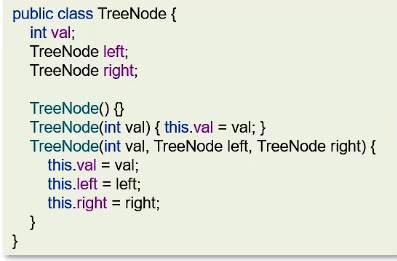 public class TreeNode {
int val;
TreeNode left;
TreeNode right;
TreeNode() {}
TreeNode(int val) { this.val = val; }
TreeNode(int val, TreeNode left, TreeNode right) {
this.val = val;
this.left = left;
this.right = right;
}
}